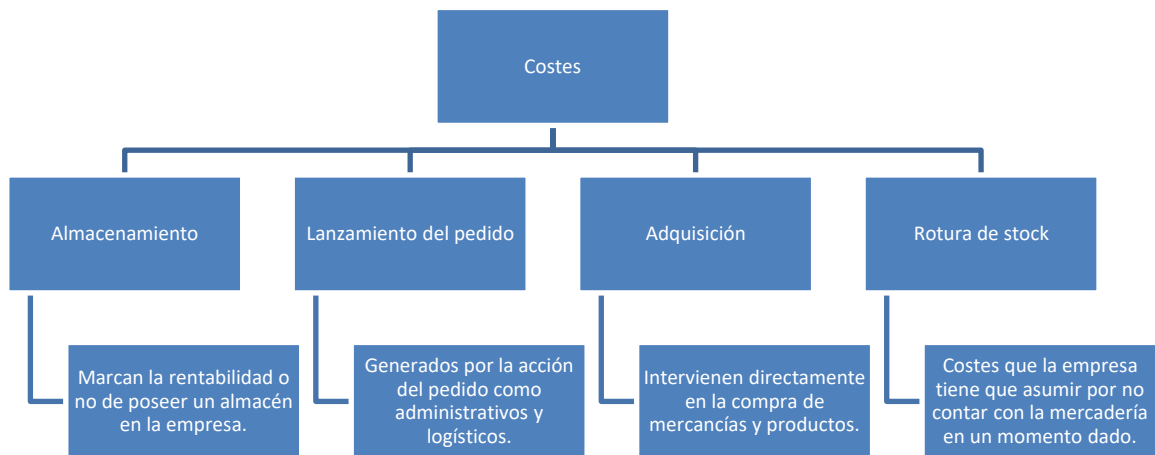 Costes
Almacenamiento
Lanzamiento del pedido
Adquisición
Rotura de stock
Marcan la rentabilidad o
no de poseer un almacén
en la empresa.
Generados por la acción
del pedido como
administrativos y
logísticos.
Intervienen directamente
en la compra de
mercancías y productos.
Costes que la empresa
tiene que asumir por no
contar con la mercadería
en un momento dado.